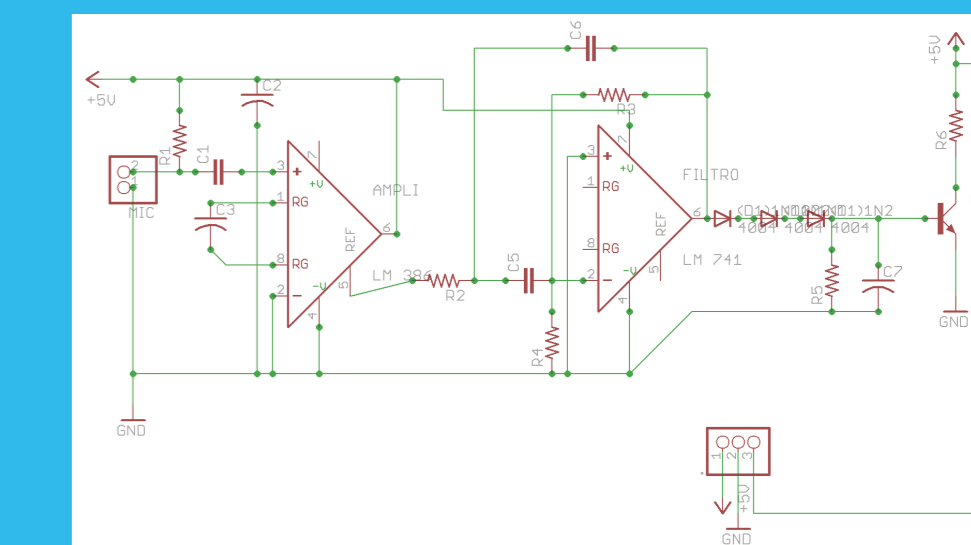 C6
+5V
C2
+5V
R3
R1
C1
7
7
R6
2
1
3
+
3
+
+V
+V
MIC
AMPLI
FILTRO
1
RG
1
RG
C3
REF
6
REF
6
4004 4004 4004
8
RG
8
RG
LM 386
LM 741
C5
C7
R2
R5
2
-
-V
5
2
-
-V
5
4
4
GND
R4
GND
1
2
3
+5V
GND